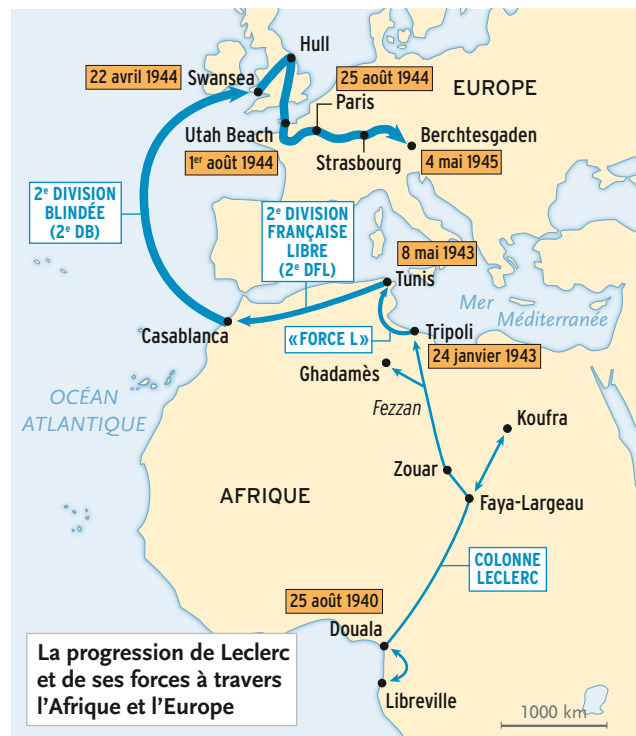 Hull
22 avril 1944
Swansea
25 août 1944
Paris
EUROPE
Utah Beach
1er août 1944
Strasbourg
Berchtesgaden
4 mai 1945
2e DIVISION
BLINDÉE
(2e DB)
2e DIVISION
FRANÇAISE
LIBRE
(2e DFL)
8 mai 1943
Tunis
Mer
Méditerranée
Casablanca
«FORCE L»
Tripoli
24 janvier 1943
Ghadamès
OCÉAN
ATLANTIQUE
Fezzan
Koufra
Zouar
AFRIQUE
Faya-Largeau
COLONNE
LECLERC
25 août 1940
Douala
Libreville
La progression de Leclerc
et de ses forces à travers
l'Afrique et l'Europe
1000 km